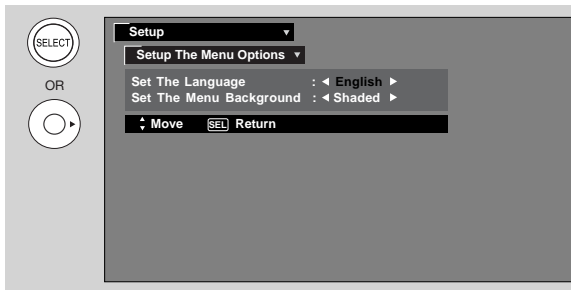 SELECT
OR
Setup ▼
Setup The Menu Options ▼
Set The Language : ◄ English ►
Set The Menu Background : ◄ Shaded ►
Move SEL Return